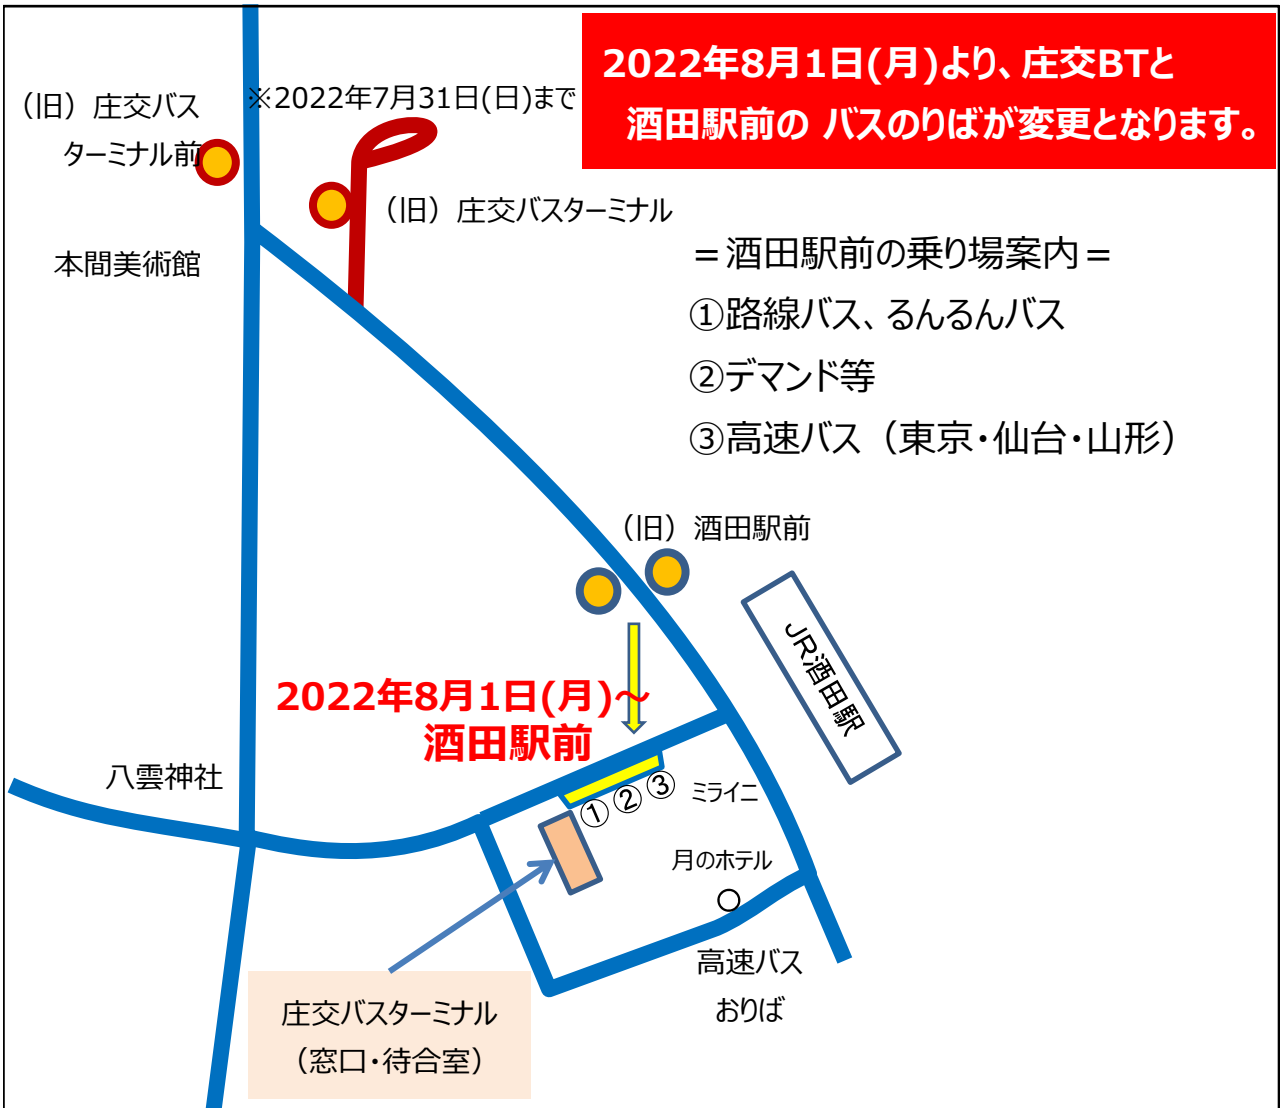 2022年8月1日(月)より、庄交BTと
酒田駅前の バスのりばが変更となります。
※2022年7月31日(日)まで
（旧）庄交バス
ターミナル前
（旧）庄交バスターミナル
本間美術館
＝酒田駅前の乗り場案内＝
①路線バス、るんるんバス
②デマンド等
③高速バス（東京・仙台・山形）
（旧）酒田駅前
JR酒田駅
2022年8月1日(月)～
酒田駅前
八雲神社
① ② ③
ミライニ
月のホテル
高速バス
おりば
庄交バスターミナル
（窓口・待合室）